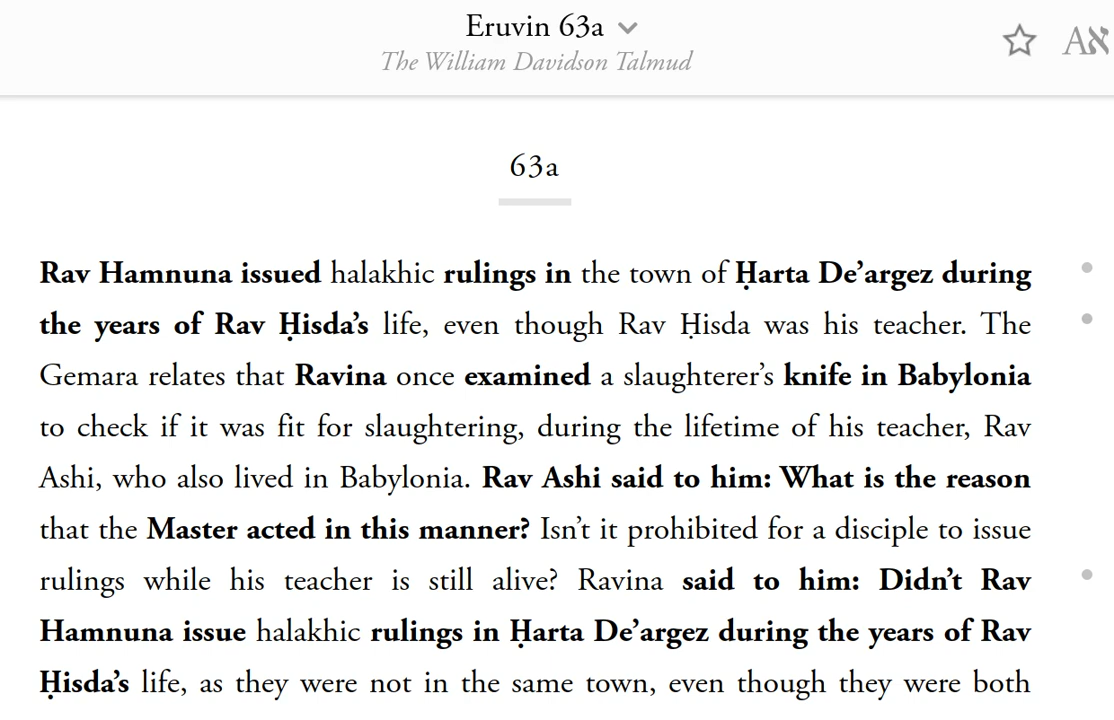 Eruvin 63a
The William Davidson Talmud
Aא
63a
Rav Hamnuna issued halakhic rulings in the town of Ḥarta De’argez during
the years of Rav Ḥisda’s life, even though Rav Ḥisda was his teacher. The
Gemara relates that Ravina once examined a slaughterer’s knife in Babylonia
to check if it was fit for slaughtering, during the lifetime of his teacher, Rav
Ashi, who also lived in Babylonia. Rav Ashi said to him: What is the reason
that the Master acted in this manner? Isn’t it prohibited for a disciple to issue
rulings while his teacher is still alive? Ravina said to him: Didn’t Rav
Hamnuna issue halakhic rulings in Ḥarta De’argez during the years of Rav
Ḥisda’s life, as they were not in the same town, even though they were both